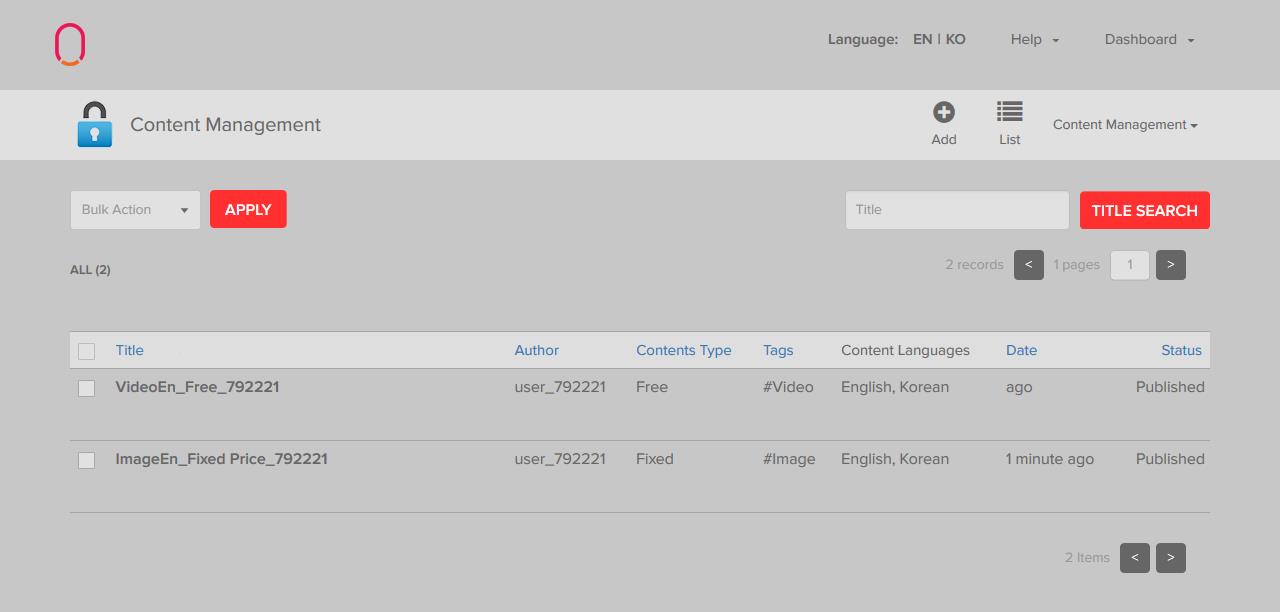 Language: EN | KO Help Dashboard
Content Management
Add List Content Management
Bulk Action APPLY Title TITLE SEARCH
ALL (2) 2 records < 1 pages 1 >
Title Author Contents Type Tags Content Languages Date Status
VideoEn_Free_792221 user_792221 Free #Video English, Korean ago Published
ImageEn_Fixed Price_792221 user_792221 Fixed #Image English, Korean 1 minute ago Published
2 Items < >